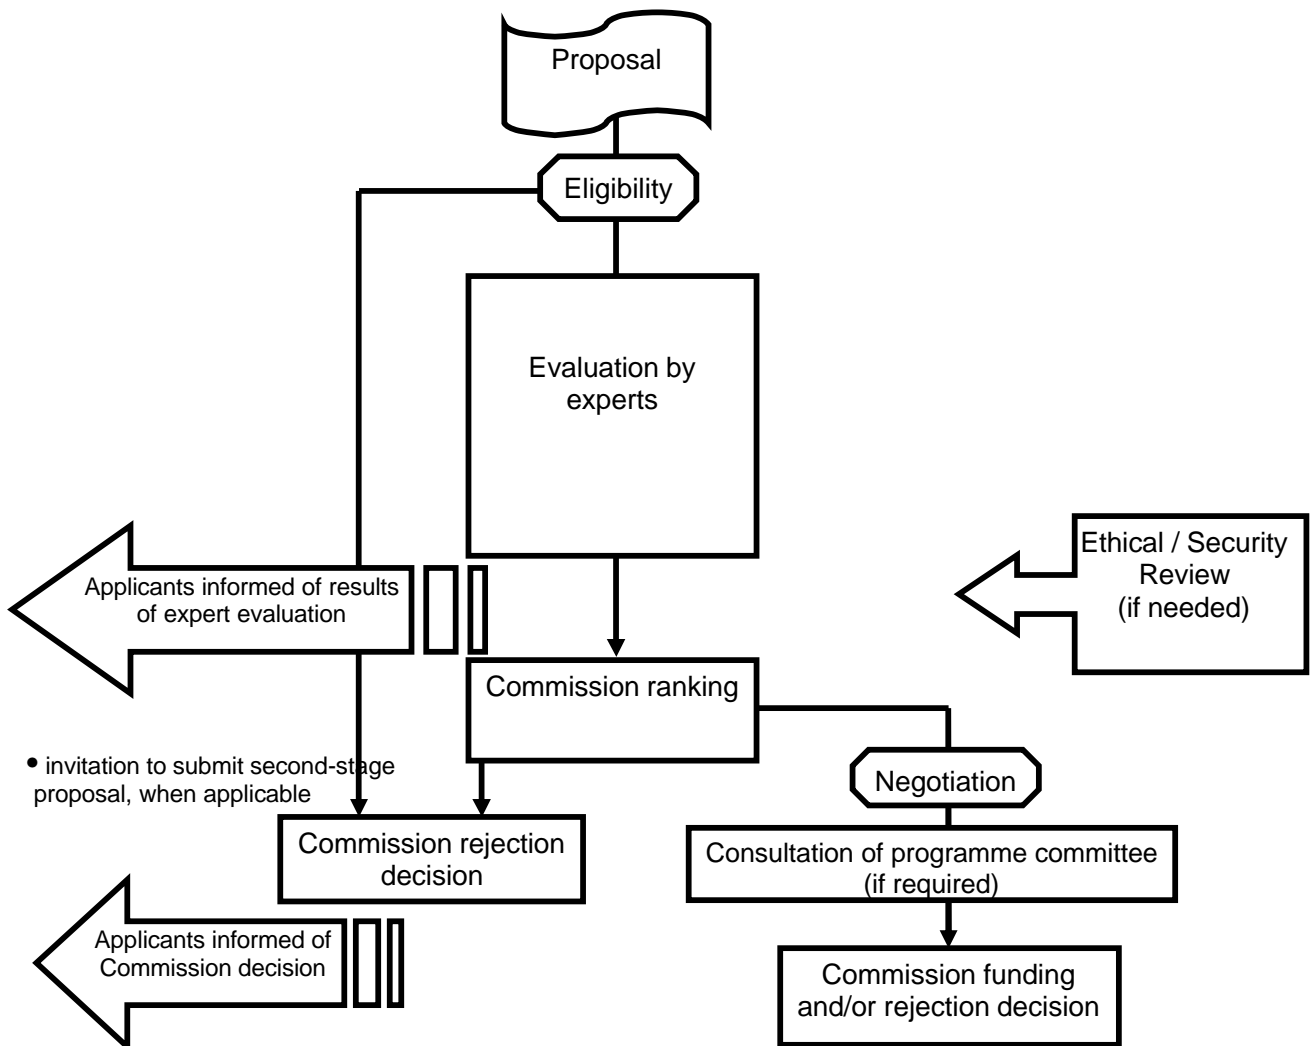 Proposal
Eligibility
Evaluation by
experts
Ethical / Security
Review
(if needed)
Applicants informed of results
of expert evaluation
Commission ranking
• invitation to submit second-stage
proposal, when applicable
Negotiation
Commission rejection
decision
Consultation of programme committee
(if required)
Applicants informed of
Commission decision
Commission funding
and/or rejection decision